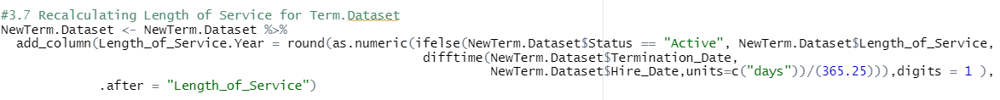 #3.7 Recalculating Length of Service for Term.Dataset
NewTerm.Dataset <- NewTerm.Dataset %>%
add_column(Length_of_Service.Year = round(as.numeric(ifelse(NewTerm.Dataset$Status == "Active", NewTerm.Dataset$Length_of_Service,
difftime(NewTerm.Dataset$Termination_Date,
NewTerm.Dataset$Hire_Date,units=c("days"))/(365.25))),digits = 1 ),
.after = "Length_of_Service")